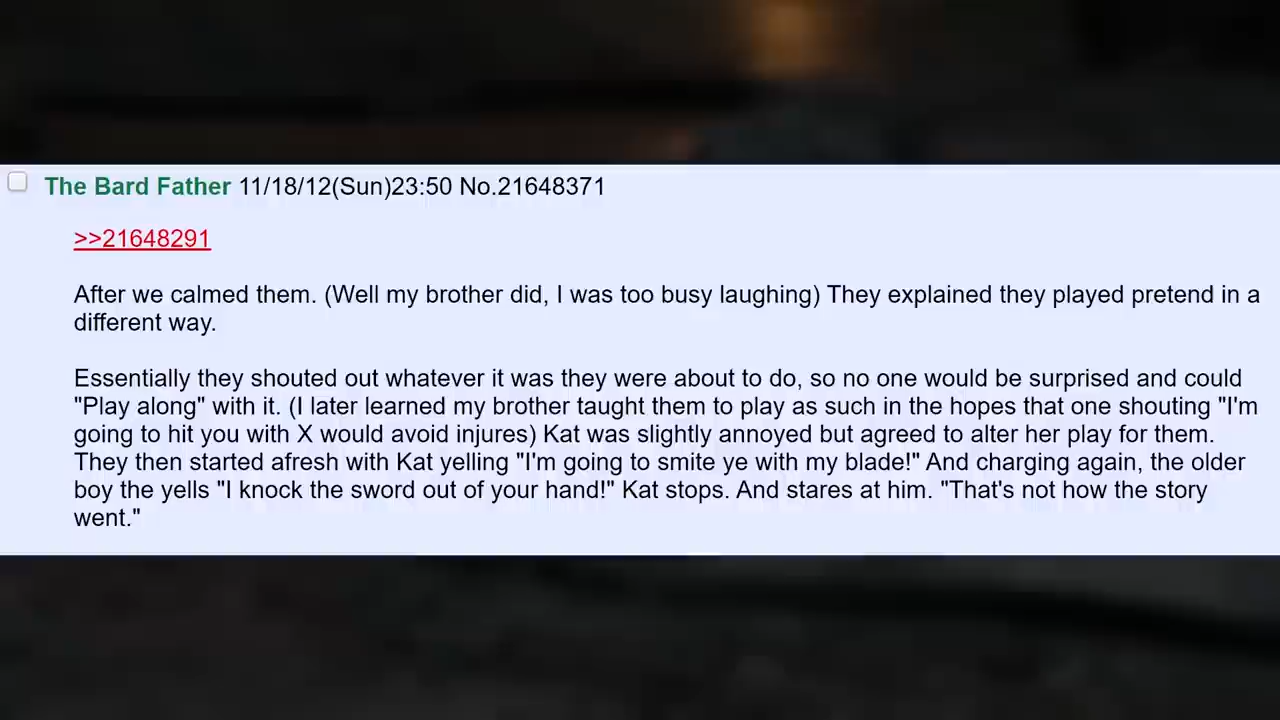 The Bard Father 11/18/12(Sun)23:50 No.21648371
>>21648291
After we calmed them. (Well my brother did, I was too busy laughing) They explained they played pretend in a
different way.
Essentially they shouted out whatever it was they were about to do, so no one would be surprised and could
"Play along" with it. (I later learned my brother taught them to play as such in the hopes that one shouting "I'm
going to hit you with X would avoid injures) Kat was slightly annoyed but agreed to alter her play for them.
They then started afresh with Kat yelling "I'm going to smite ye with my blade!" And charging again, the older
boy the yells "I knock the sword out of your hand!" Kat stops. And stares at him. "That's not how the story
went."